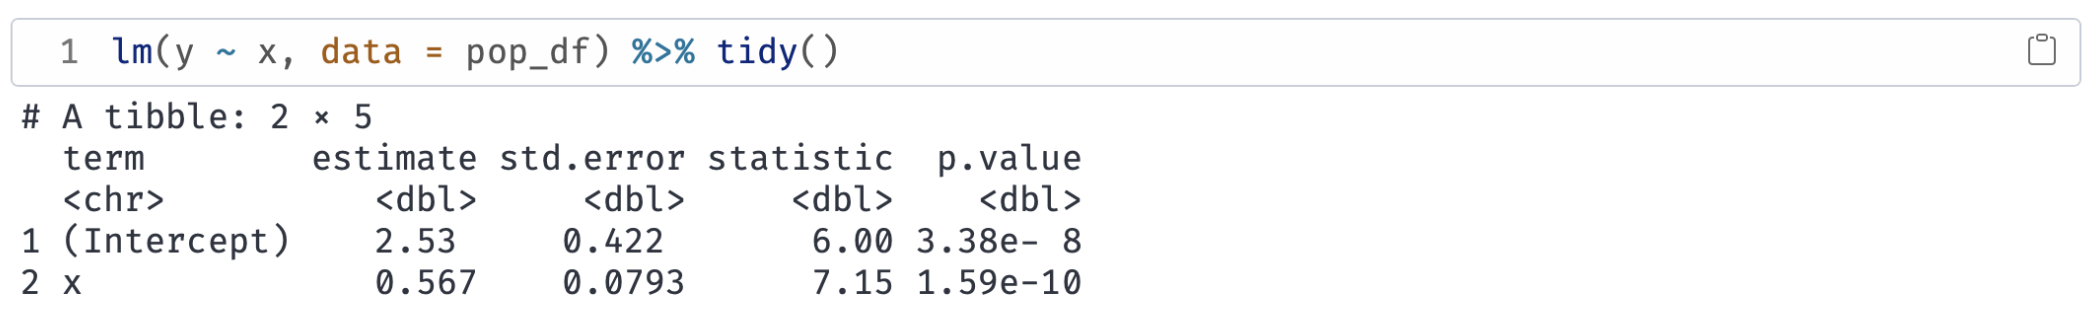 1 lm(y ~ x, data = pop_df) %>% tidy()
# A tibble: 2 × 5
  term        estimate std.error statistic  p.value
  <chr>          <dbl>     <dbl>     <dbl>    <dbl>
1 (Intercept)    2.53     0.422       6.00 3.38e- 8
2 x              0.567    0.0793      7.15 1.59e-10